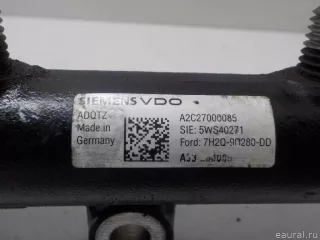 SIEMENS VDO
ADQTZ
Made in
Germany
A2C27000085
SIE: 5WS40271
Ford: 7H2Q-9D280-DD
eaural.ru